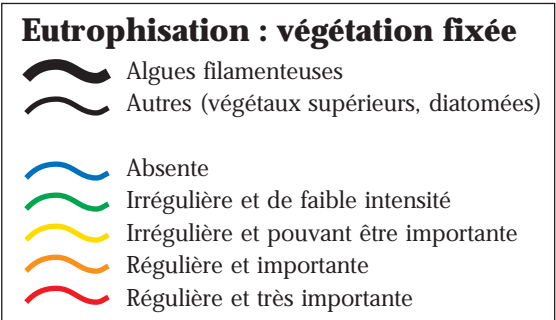 Eutrophisation : végétation fixée
Algues filamenteuses
Autres (végétaux supérieurs, diatomées)
Absente
Irrégulière et de faible intensité
Irrégulière et pouvant être importante
Régulière et importante
Régulière et très importante